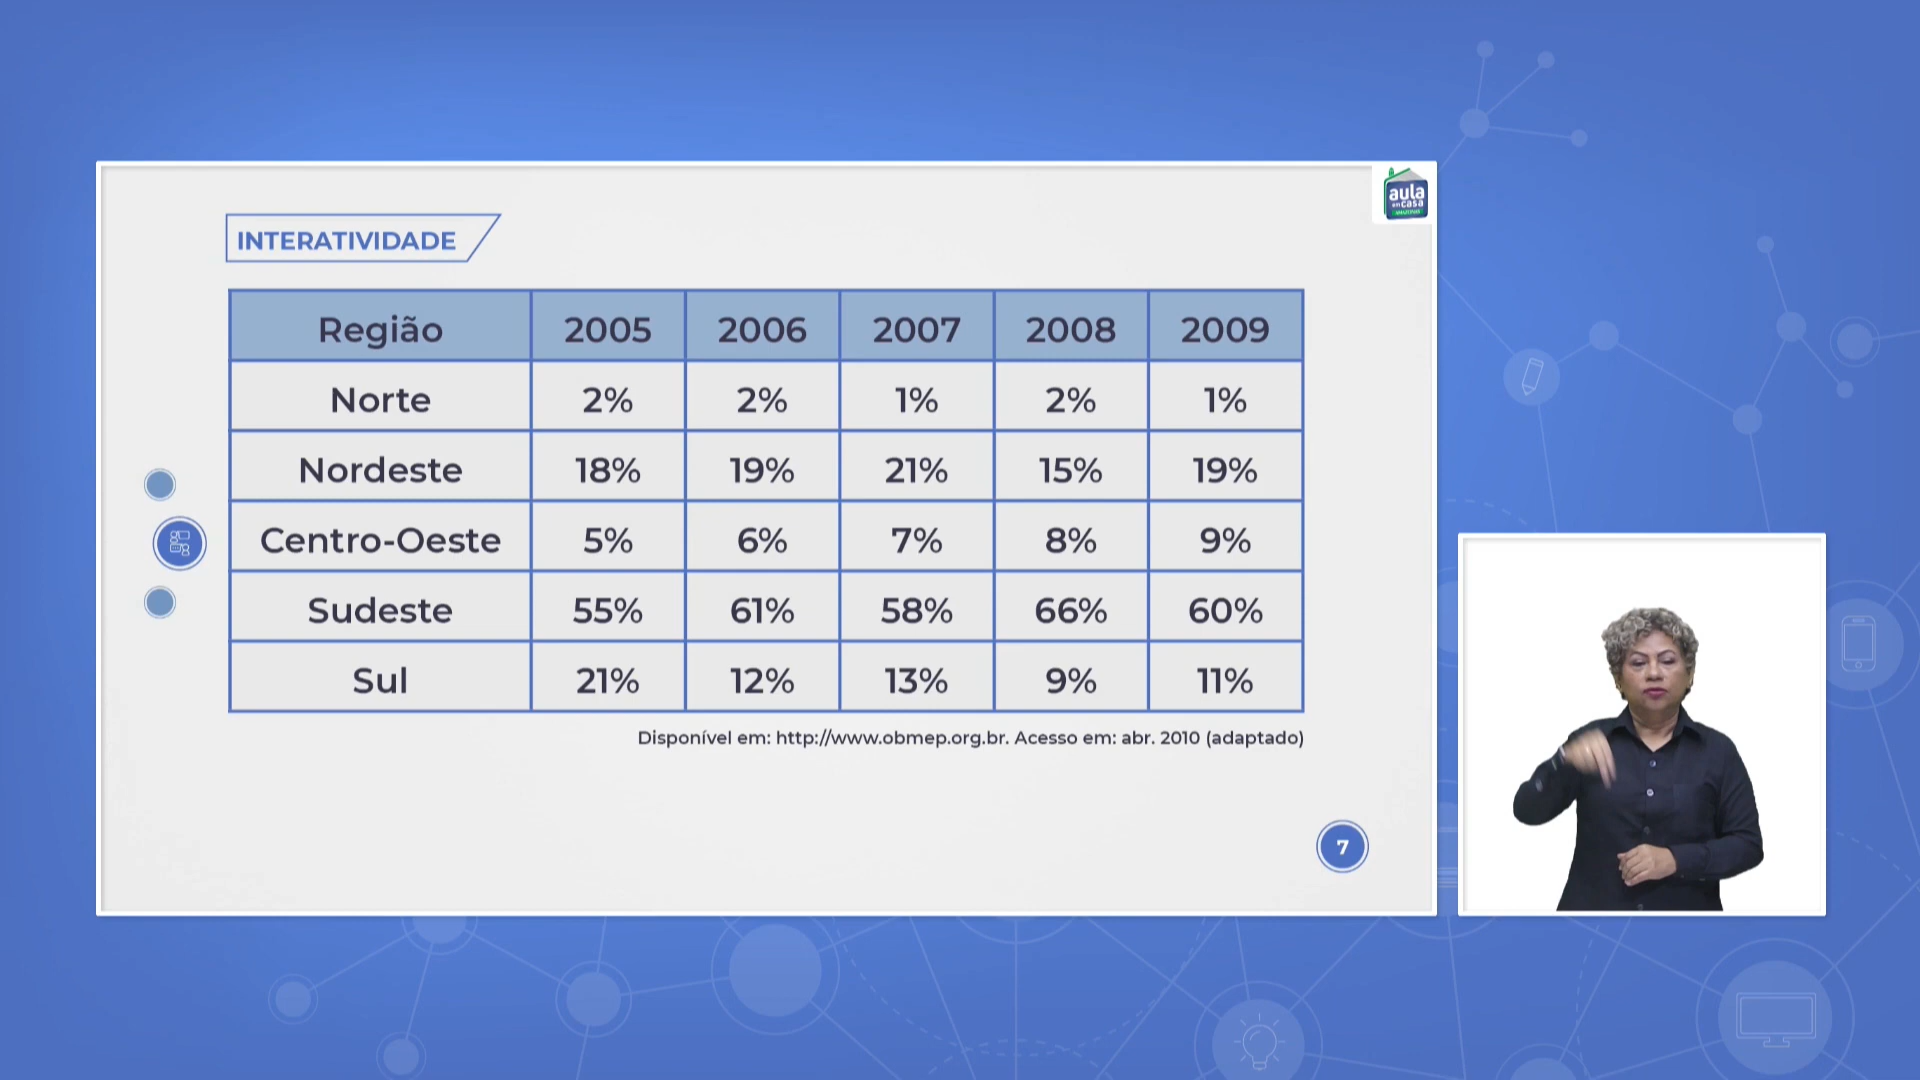 aula
em casa
INTERATIVIDADE
Região 2005 2006 2007 2008 2009
Norte 2% 2% 1% 2% 1%
Nordeste 18% 19% 21% 15% 19%
Centro-Oeste 5% 6% 7% 8% 9%
Sudeste 55% 61% 58% 66% 60%
Sul 21% 12% 13% 9% 11%
Disponível em: http://www.obmep.org.br. Acesso em: abr. 2010 (adaptado)
7